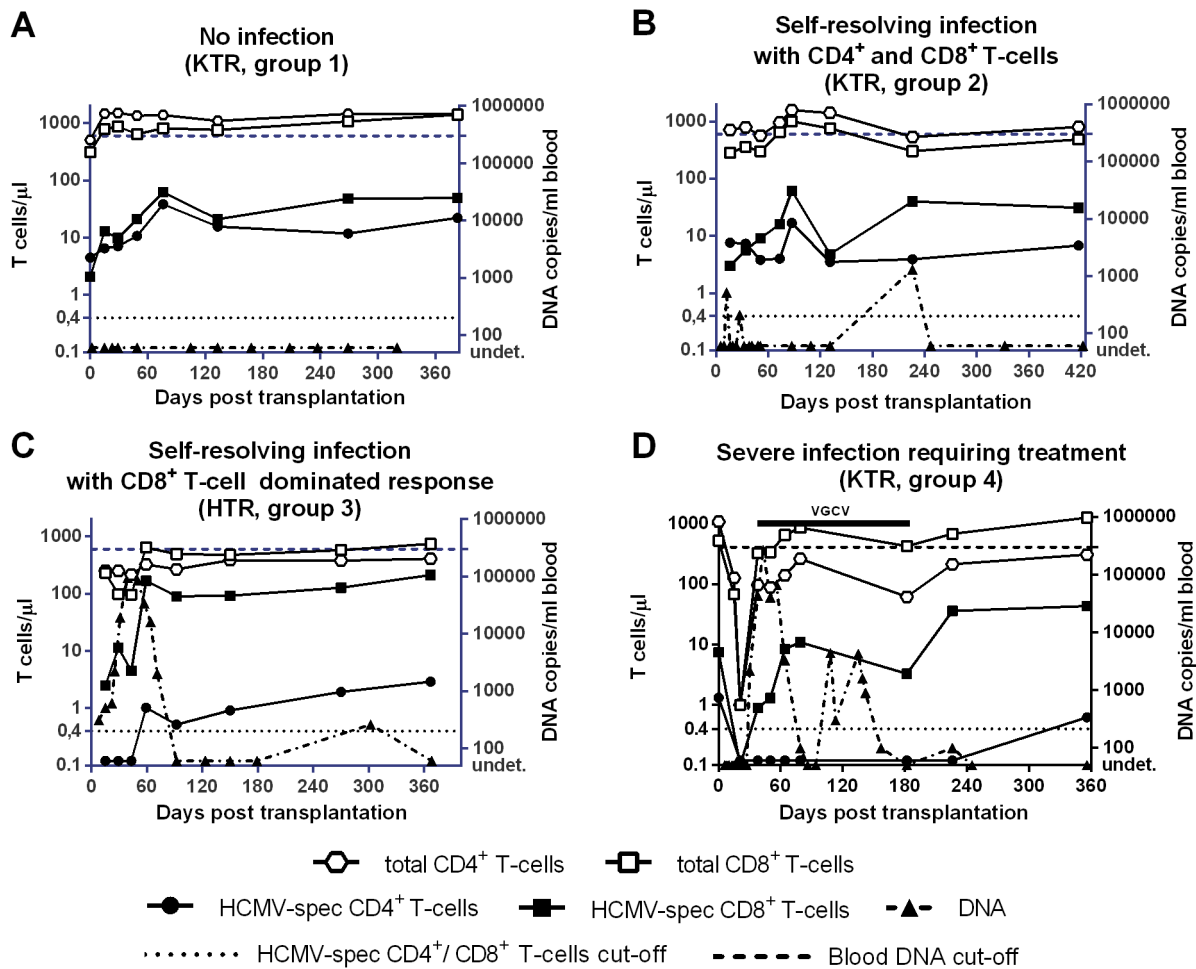 A
No infection
(KTR, group 1)
1000
100
10
1
0,4
0.1
T cells/µl
1000000
100000
10000
1000
100
undet.
DNA copies/ml blood
0 60 120 180 240 300 360
Days post transplantation
B
Self-resolving infection
with CD4+ and CD8+ T-cells
(KTR, group 2)
1000
100
10
1
0,4
0.1
T cells/µl
1000000
100000
10000
1000
100
undet.
DNA copies/ml blood
0 60 120 180 240 300 360 420
Days post transplantation
C
Self-resolving infection
with CD8+ T-cell dominated response
(HTR, group 3)
1000
100
10
1
0.4
0.1
T cells/µl
1000000
100000
10000
1000
100
undet.
DNA copies/ml blood
0 60 120 180 240 300 360
Days post transplantation
D
Severe infection requiring treatment
(KTR, group 4)
VGCV
1000
100
10
1
0.4
0.1
T cells/µl
1000000
100000
10000
1000
100
undet.
DNA copies/ml blood
0 60 120 180 240 300 360
Days post transplantation
total CD4+ T-cells total CD8+ T-cells
HCMV-spec CD4+ T-cells HCMV-spec CD8+ T-cells DNA
HCMV-spec CD4+/ CD8+ T-cells cut-off Blood DNA cut-off